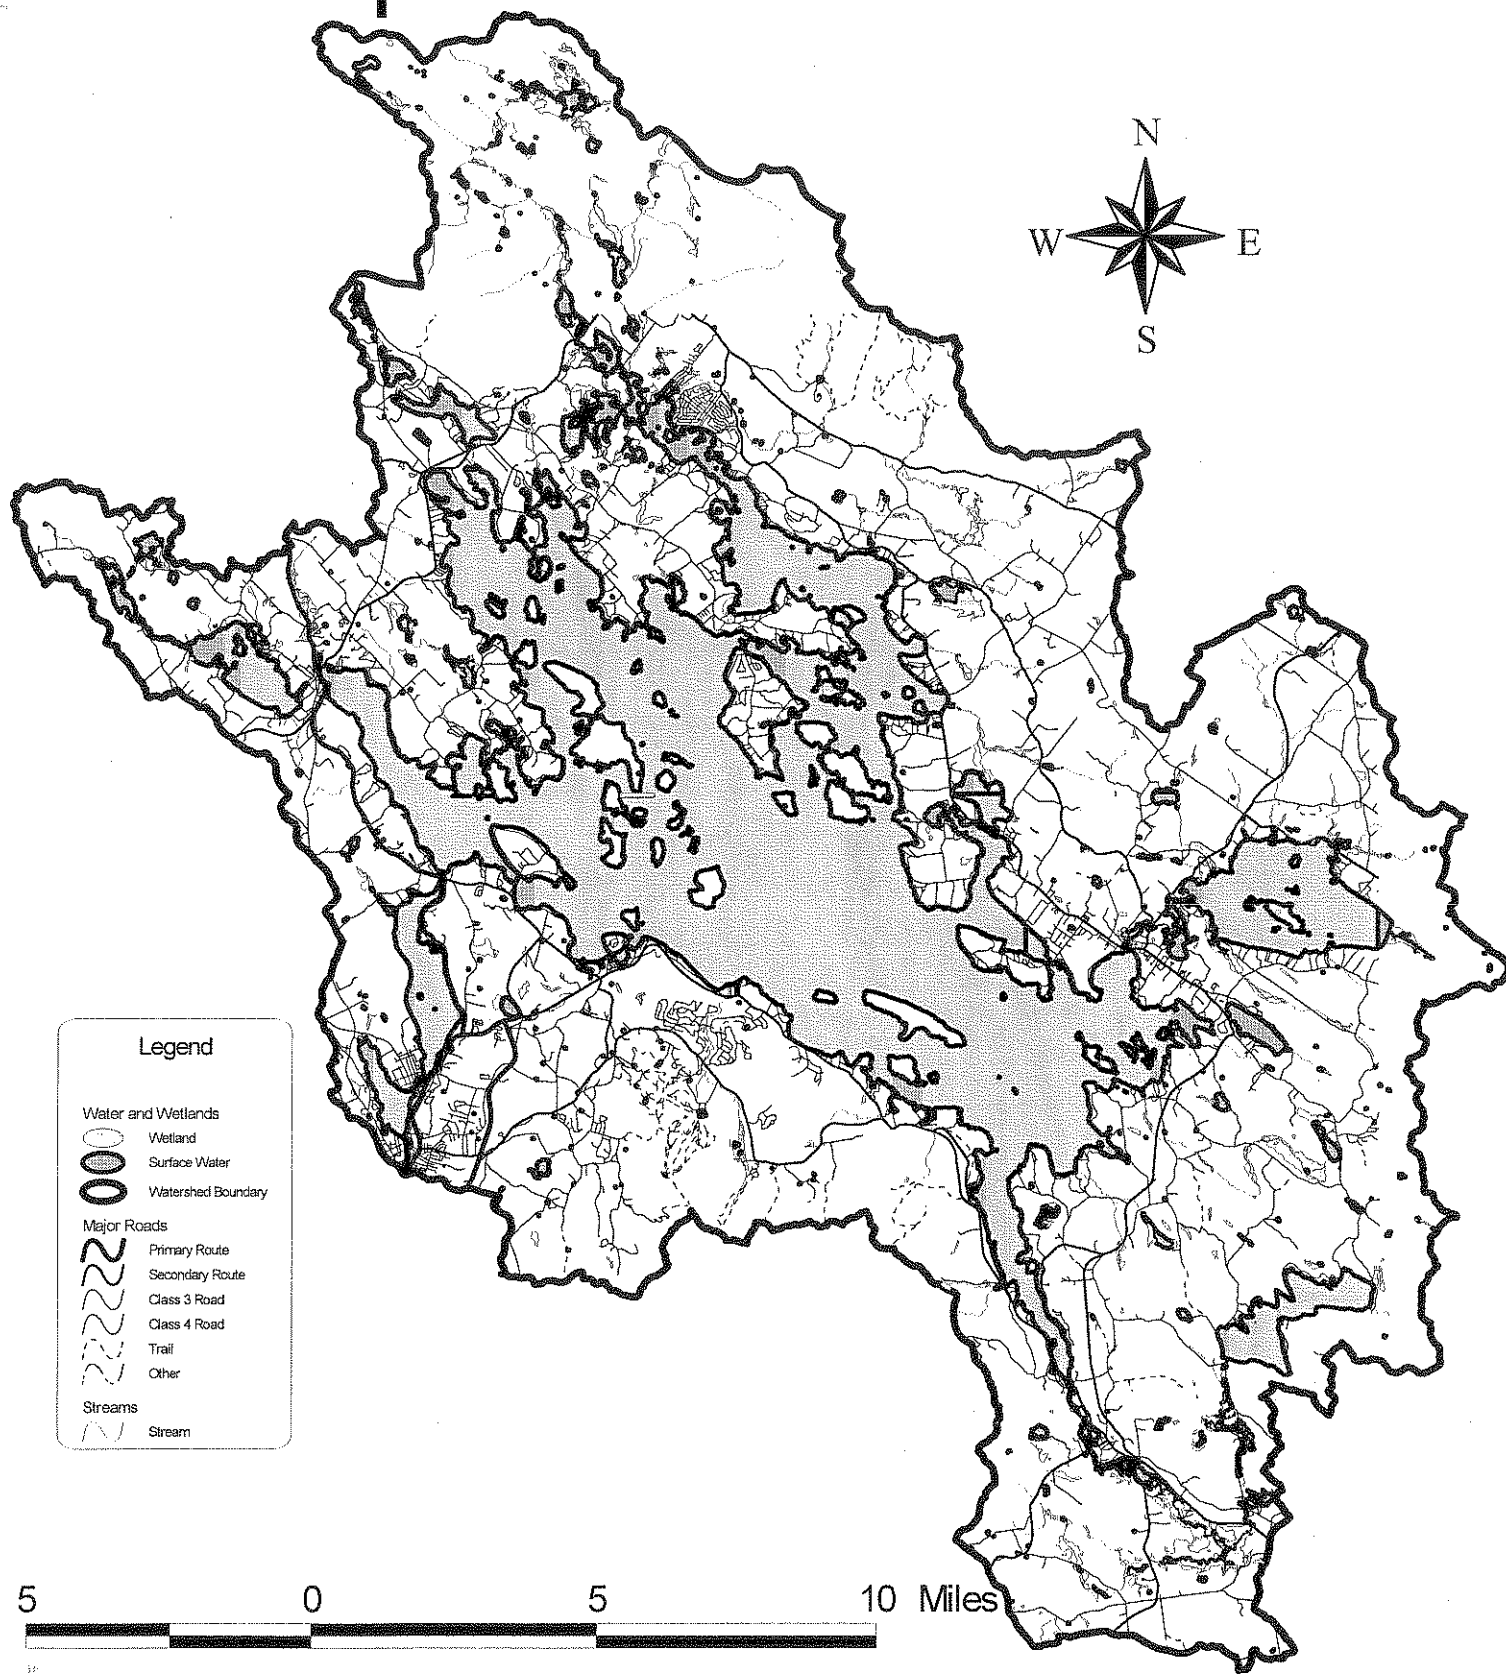 N
W E
S
Legend
Water and Wetlands
Wetland
Surface Water
Watershed Boundary
Major Roads
Primary Route
Secondary Route
Class 3 Road
Class 4 Road
Trail
Other
Streams
Stream
5 0 5 10 Miles